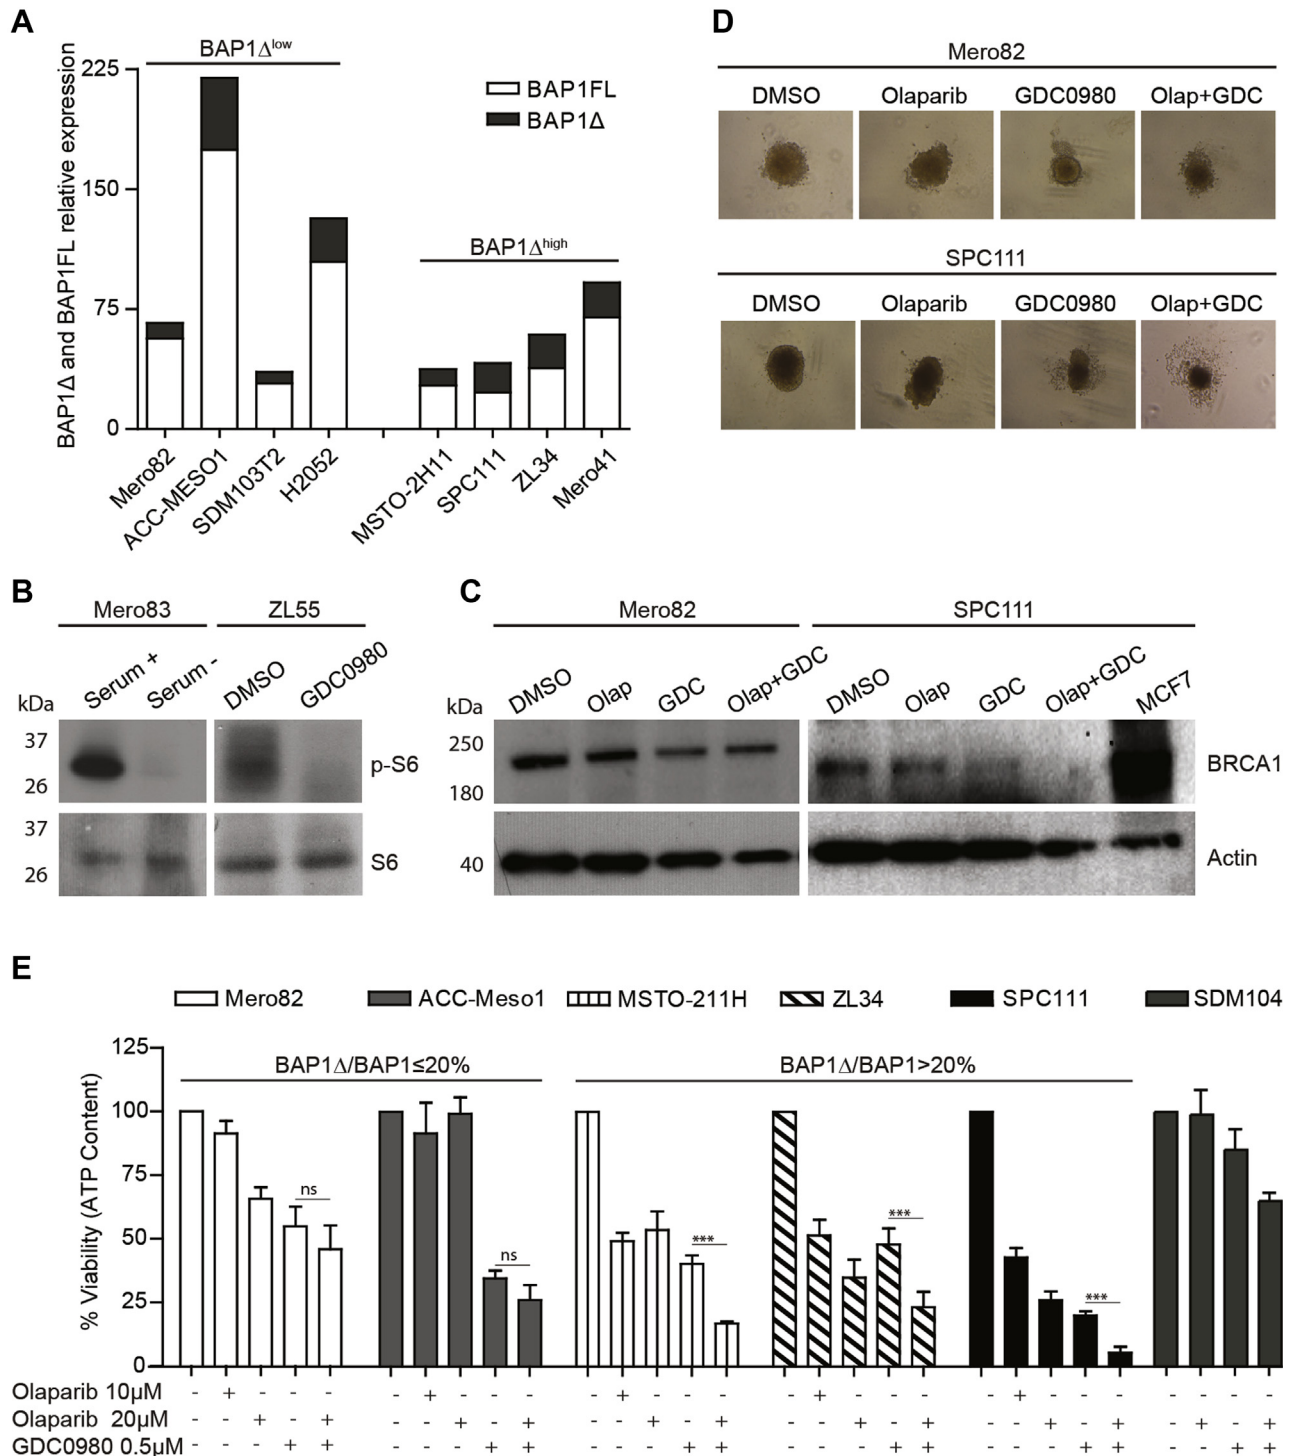 A
BAP1Δlow
225
150
75
0
BAP1Δ and BAP1FL relative expression
BAP1FL
BAP1Δ
BAP1Δhigh
Mero82
ACC-MESO1
SDM103T2
H2052
MSTO-2H11
SPC111
ZL34
Mero41
D
Mero82
DMSO Olaparib GDC0980 Olap+GDC
SPC111
DMSO Olaparib GDC0980 Olap+GDC
B
Mero83 ZL55
Serum + Serum - DMSO GDC0980
kDa
37
26
p-S6
37
26
S6
C
Mero82 SPC111
DMSO Olap GDC Olap+GDC DMSO Olap GDC Olap+GDC MCF7
kDa
250
180
BRCA1
40
Actin
E
Mero82 ACC-Meso1 MSTO-211H ZL34 SPC111 SDM104
125
100
75
50
25
0
% Viability (ATP Content)
BAP1Δ/BAP1≤20% BAP1Δ/BAP1>20%
ns ns *** *** ***
Olaparib 10µM - + - - - - + - - - - + - - - - + - - - - + - - - - - - -
Olaparib 20µM - - + - + - - + - + - - + - + - - + - + - - + - + - + - +
GDC0980 0.5µM - - - + + - - - + + - - - + + - - - + + - - - + + - - + +